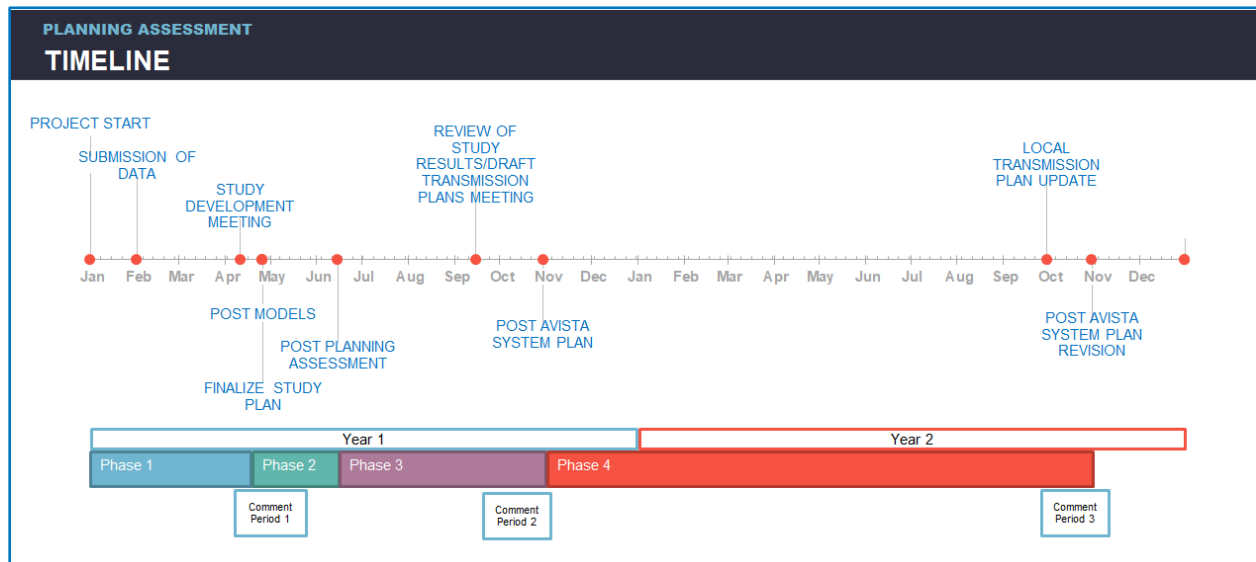 PLANNING ASSESSMENT
TIMELINE
PROJECT START
SUBMISSION OF
DATA
STUDY
DEVELOPMENT
MEETING
REVIEW OF
STUDY
RESULTS/DRAFT
TRANSMISSION
PLANS MEETING
LOCAL
TRANSMISSION
PLAN UPDATE
Jan Feb Mar Apr May Jun Jul Aug Sep Oct Nov Dec Jan Feb Mar Apr May Jun Jul Aug Sep Oct Nov Dec
POST MODELS
FINALIZE STUDY
PLAN
POST PLANNING
ASSESSMENT
POST AVISTA
SYSTEM PLAN
POST AVISTA
SYSTEM PLAN
REVISION
Year 1 Year 2
Phase 1 Phase 2 Phase 3 Phase 4
Comment
Period 1
Comment
Period 2
Comment
Period 3